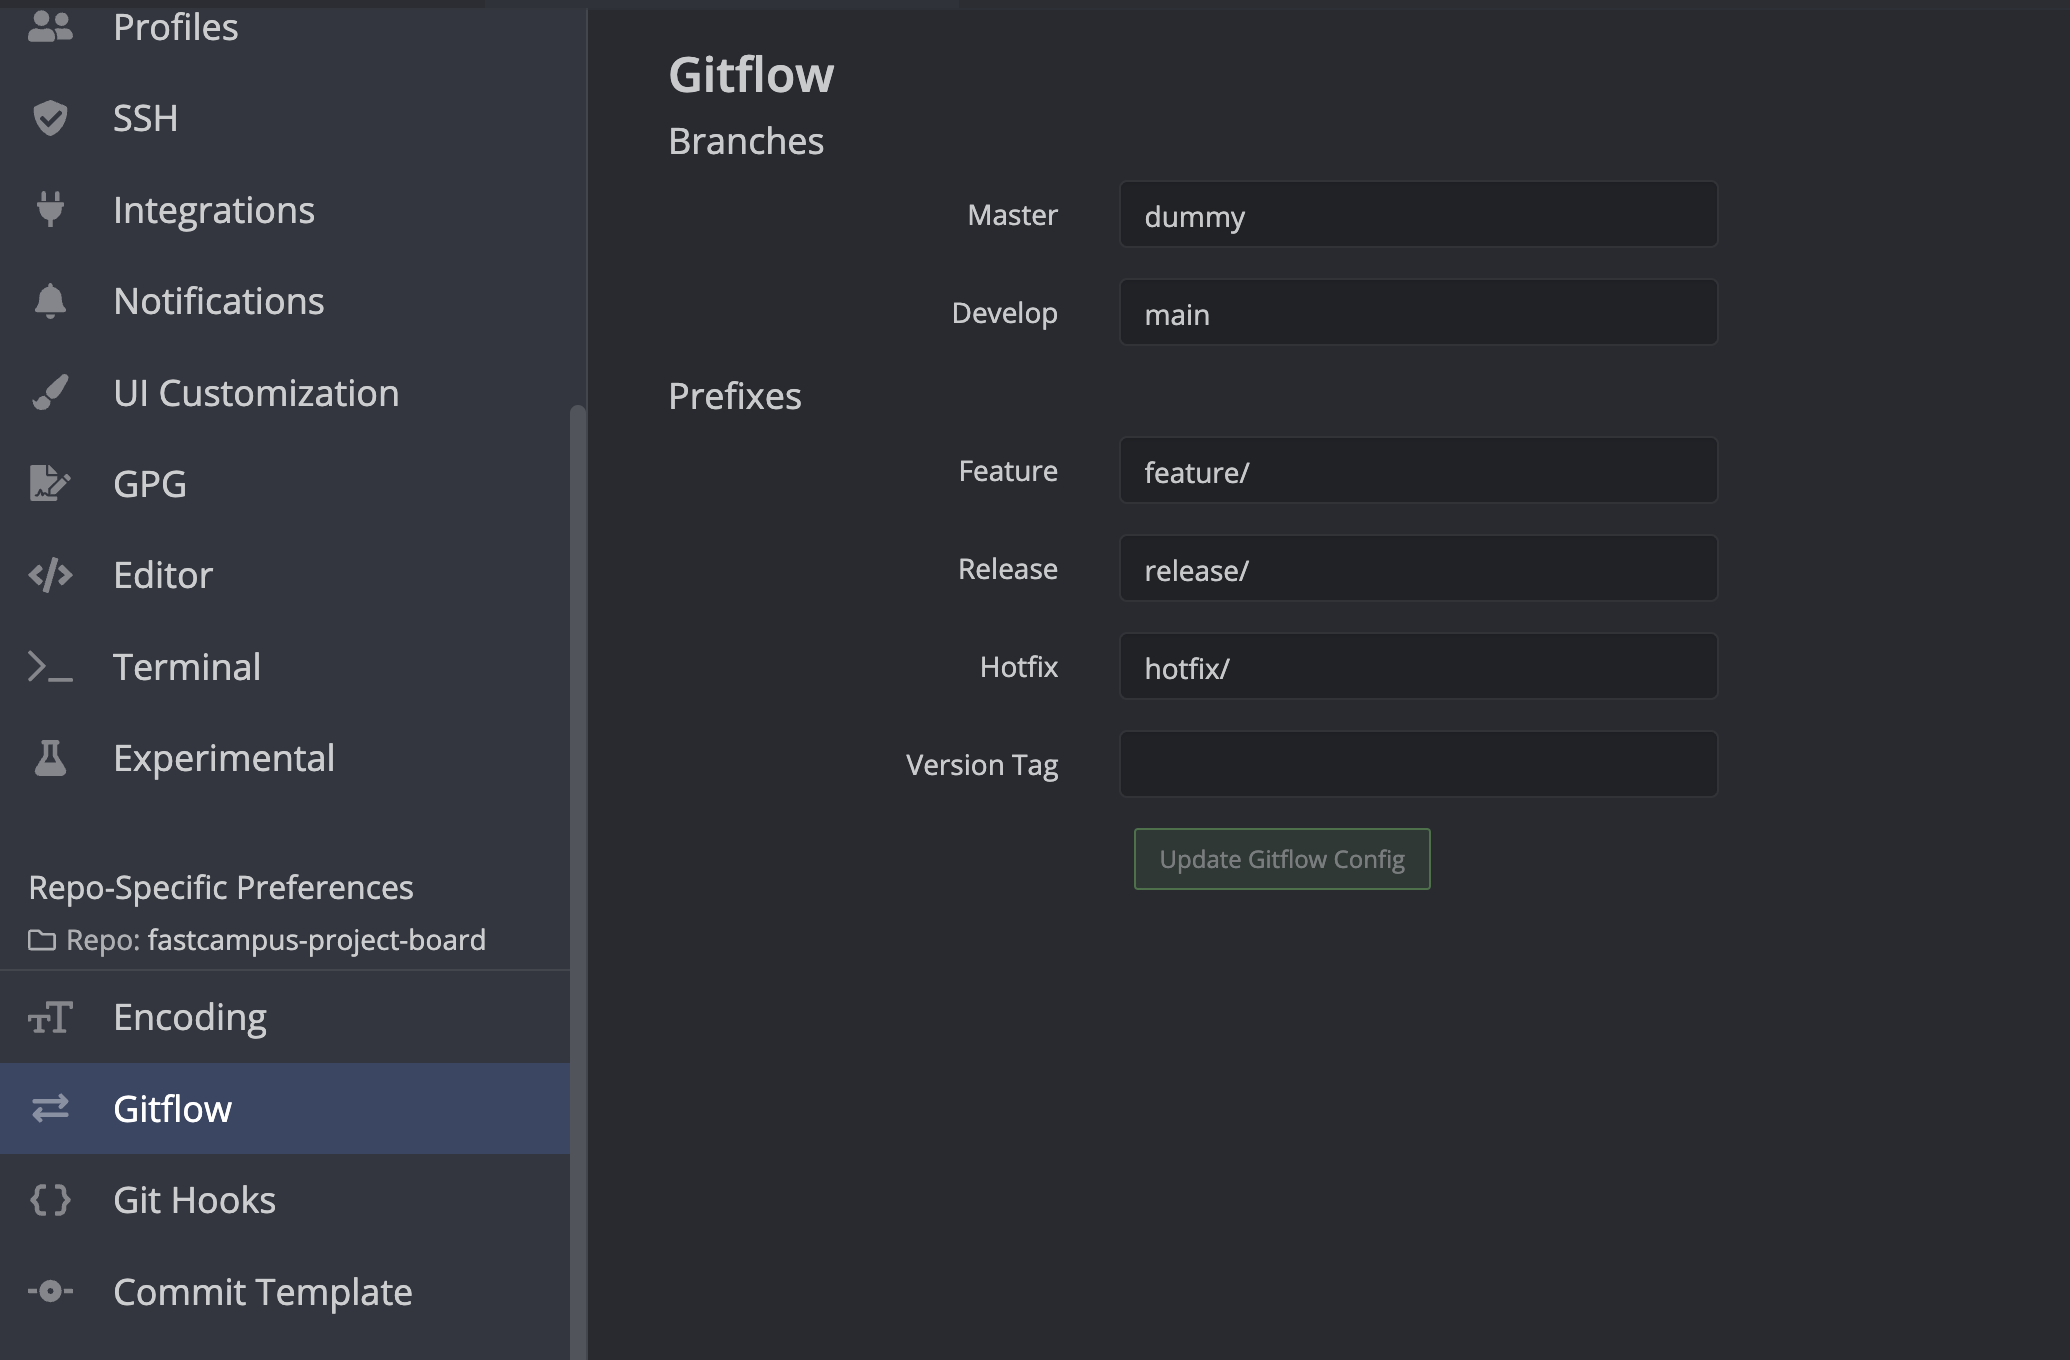 Profiles
SSH
Integrations
Notifications
UI Customization
GPG
Editor
Terminal
Experimental
Repo-Specific Preferences
Repo: fastcampus-project-board
Encoding
Gitflow
Git Hooks
Commit Template
Gitflow
Branches
Master dummy
Develop main
Prefixes
Feature feature/
Release release/
Hotfix hotfix/
Version Tag
Update Gitflow Config